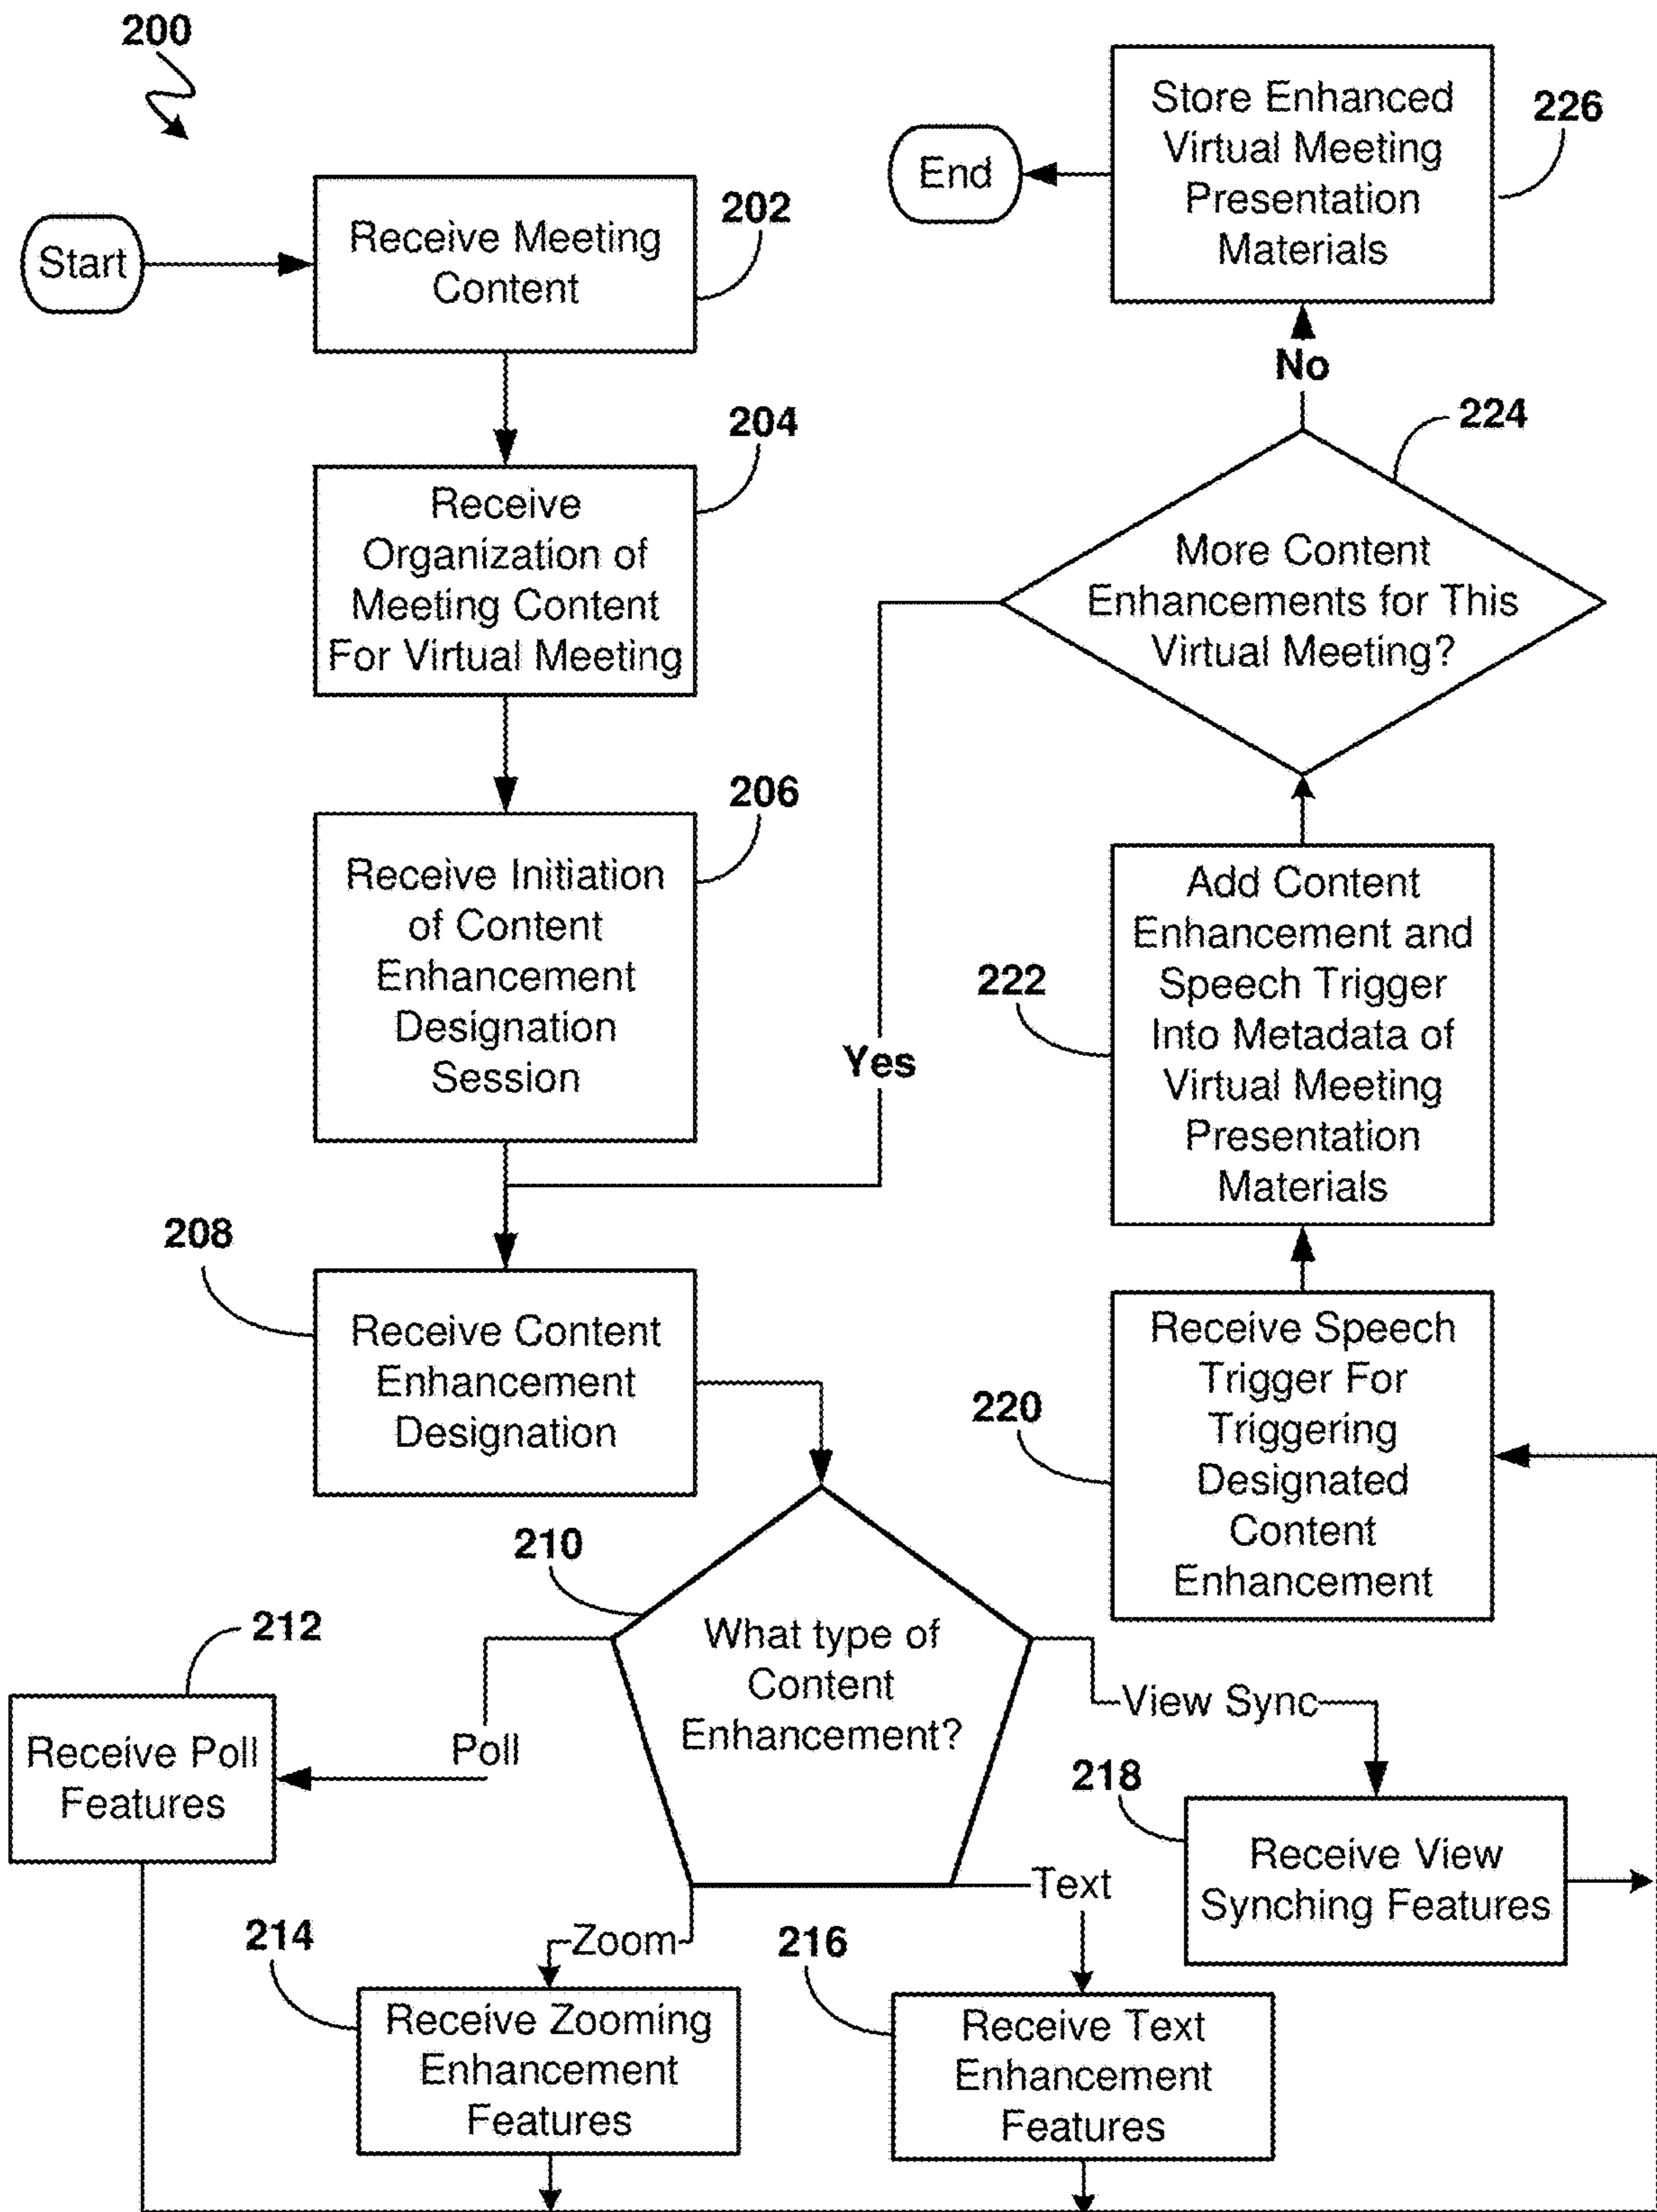 200
Start
Receive Meeting
Content
202
Receive
Organization of
Meeting Content
For Virtual Meeting
204
Receive Initiation
of Content
Enhancement
Designation
Session
206
Receive Content
Enhancement
Designation
208
What type of
Content
Enhancement?
210
Poll
Receive Poll
Features
212
Zoom
Receive Zooming
Enhancement
Features
214
Text
Receive Text
Enhancement
Features
216
View Sync
Receive View
Synching Features
218
Receive Speech
Trigger For
Triggering
Designated
Content
Enhancement
220
Add Content
Enhancement and
Speech Trigger
Into Metadata of
Virtual Meeting
Presentation
Materials
222
More Content
Enhancements for This
Virtual Meeting?
224
Yes
No
Store Enhanced
Virtual Meeting
Presentation
Materials
226
End